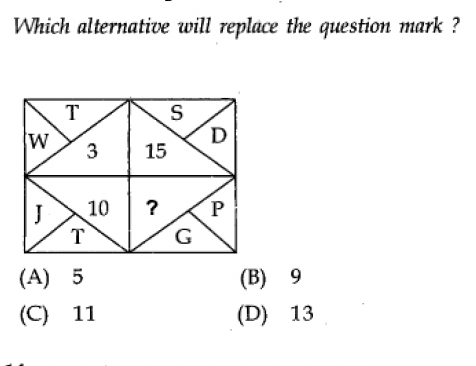 Which alternative will replace the question mark ?
T S
W D
3 15
J 10 ? P
T G
(A) 5 (B) 9
(C) 11 (D) 13